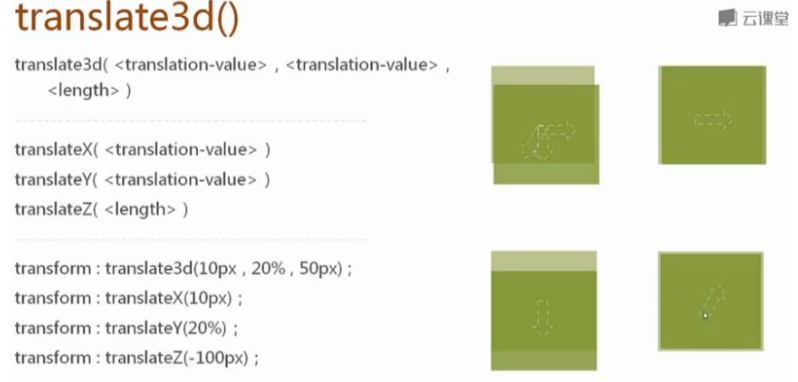 translate3d()
云课堂
translate3d( <translation-value> , <translation-value> ,
<length> )
translateX( <translation-value> )
translateY( <translation-value> )
translateZ( <length> )
transform : translate3d(10px , 20% , 50px) ;
transform : translateX(10px) ;
transform : translateY(20%) ;
transform : translateZ(-100px) ;